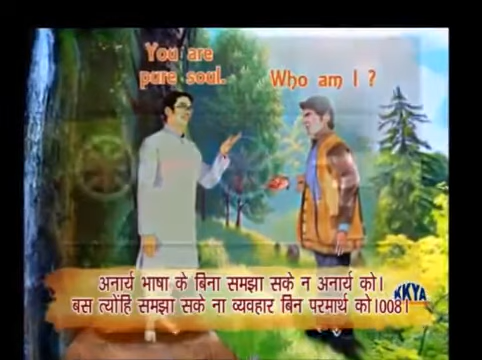 You are
pure soul.
Who am I ?
अनार्य भाषा के बिना समझा सके न अनार्य को।
बस त्योंहि समझा सके ना व्यवहार बिन परमार्थ को।008।
KKYA